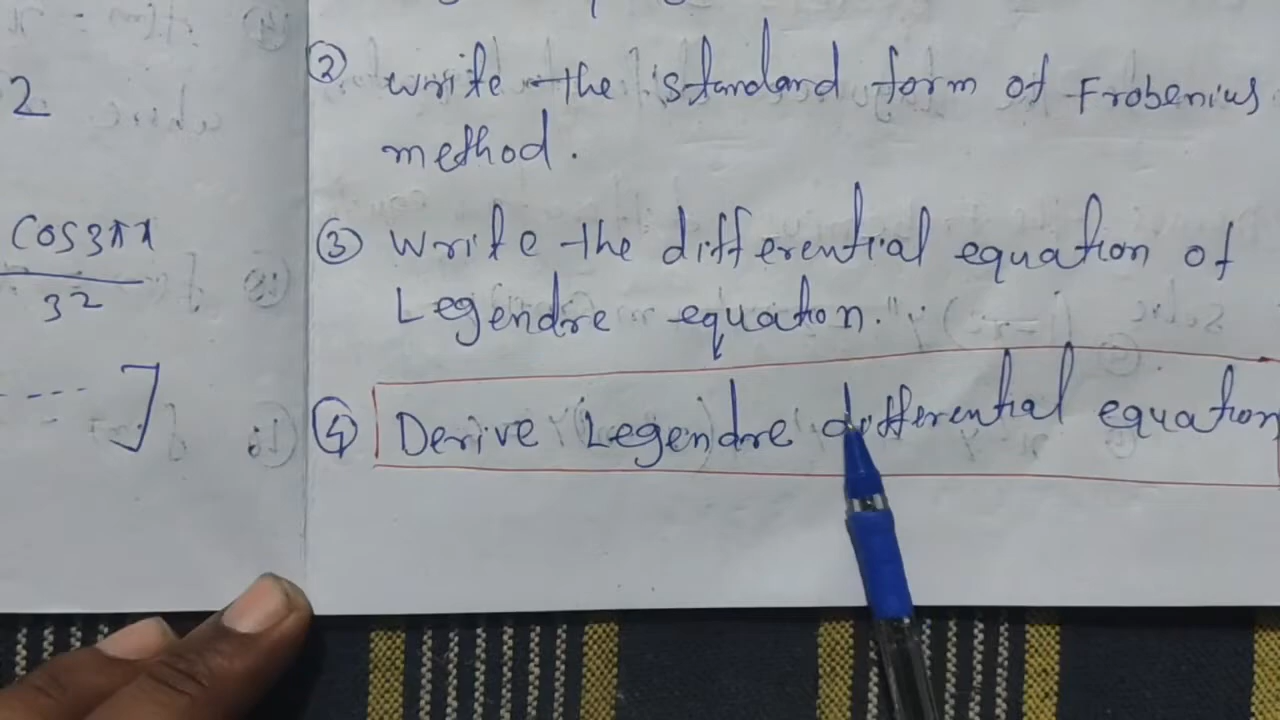 2
cos3πx
3²
---- ]
② write the standard form of Frobenius
method.
③ write the differential equation of
Legendre equation.
④ Derive Legendre differential equation